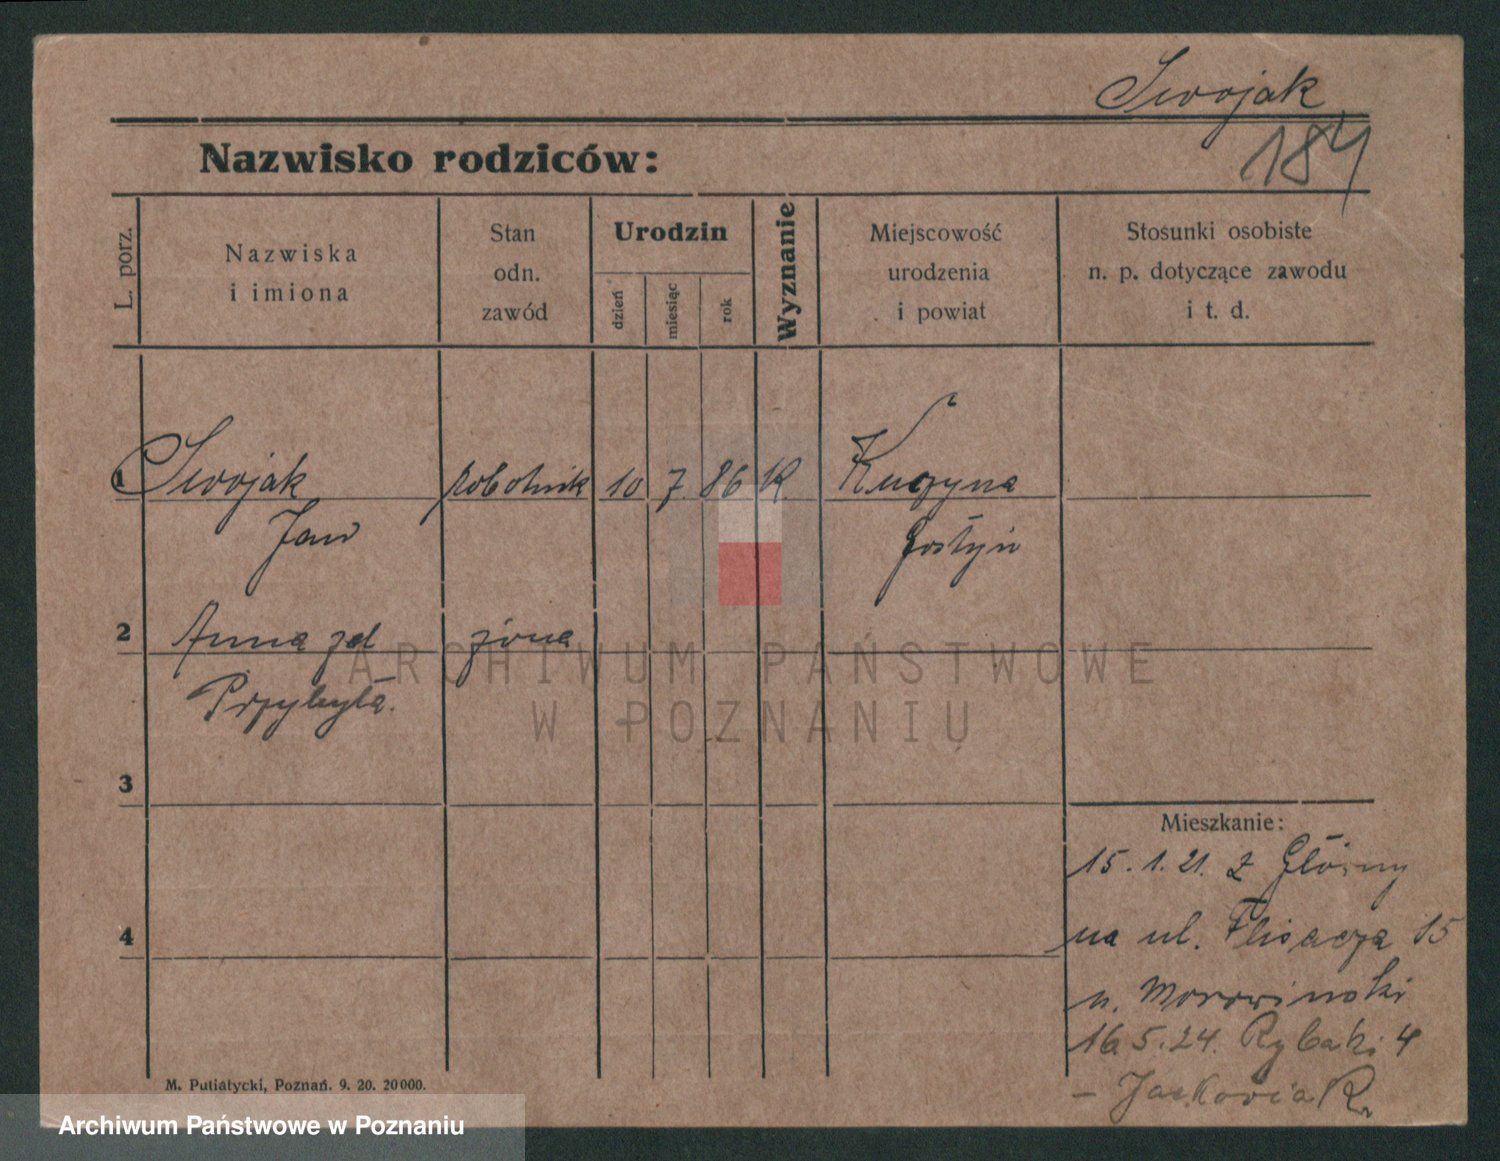 Swojak
184
Nazwisko rodziców:
L. porz.
Nazwiska
i imiona
Stan
odn.
zawód
Urodzin
dzień
miesiąc
rok
Wyznanie
Miejscowość
urodzenia
i powiat
Stosunki osobiste
n. p. dotyczące zawodu
i t. d.
1 Swojak robotnik 10 7 86 K.
Jan Gostyń
2 Anna zd żona
Przybyła.
3
4
Mieszkanie:
15.1.21. z Główny
na ul. Flisacza 15
u.
16.5.24. Rybaki 4
M. Putiatycki, Poznań. 9. 20. 20000.
ARCHIWUM PAŃSTWOWE
W POZNANIU
Archiwum Państwowe w Poznaniu